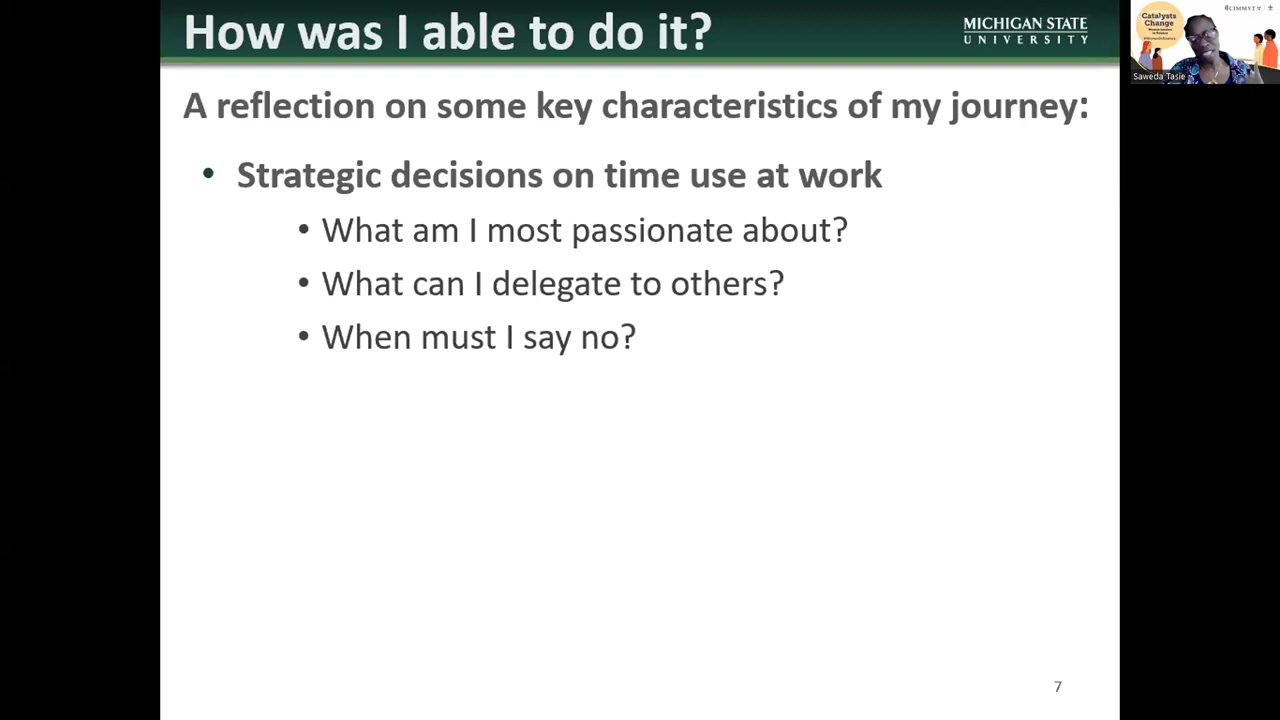 How was I able to do it?
MICHIGAN STATE
UNIVERSITY
A reflection on some key characteristics of my journey:
• Strategic decisions on time use at work
• What am I most passionate about?
• What can I delegate to others?
• When must I say no?
7
CIMMYT
Catalysts
Change
Saweda Tasie